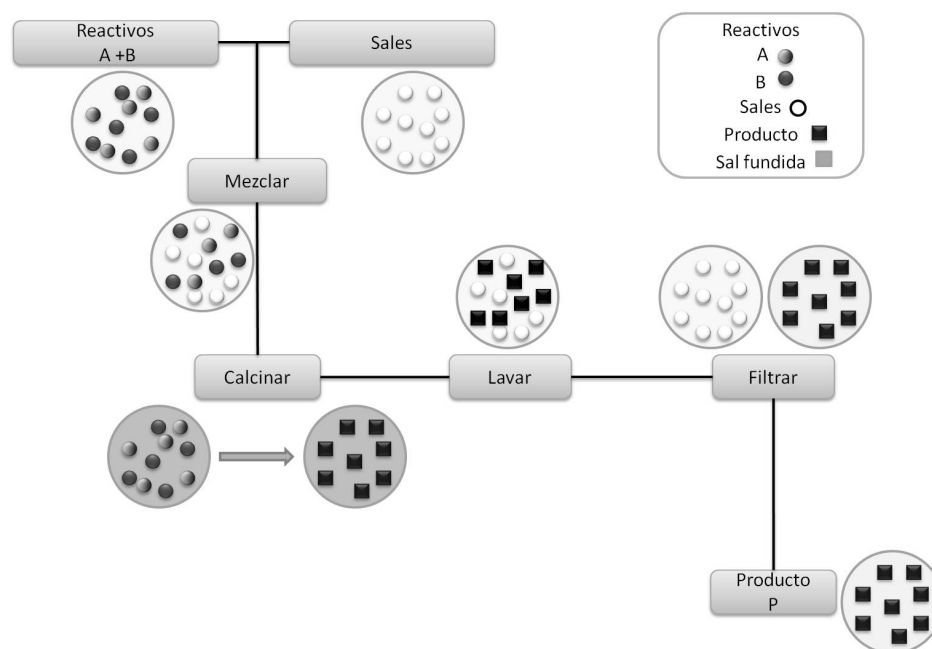 Reactivos
A +B
Sales
Reactivos
A
B
Sales
Producto
Sal fundida
Mezclar
Calcinar
Lavar
Filtrar
Producto
P